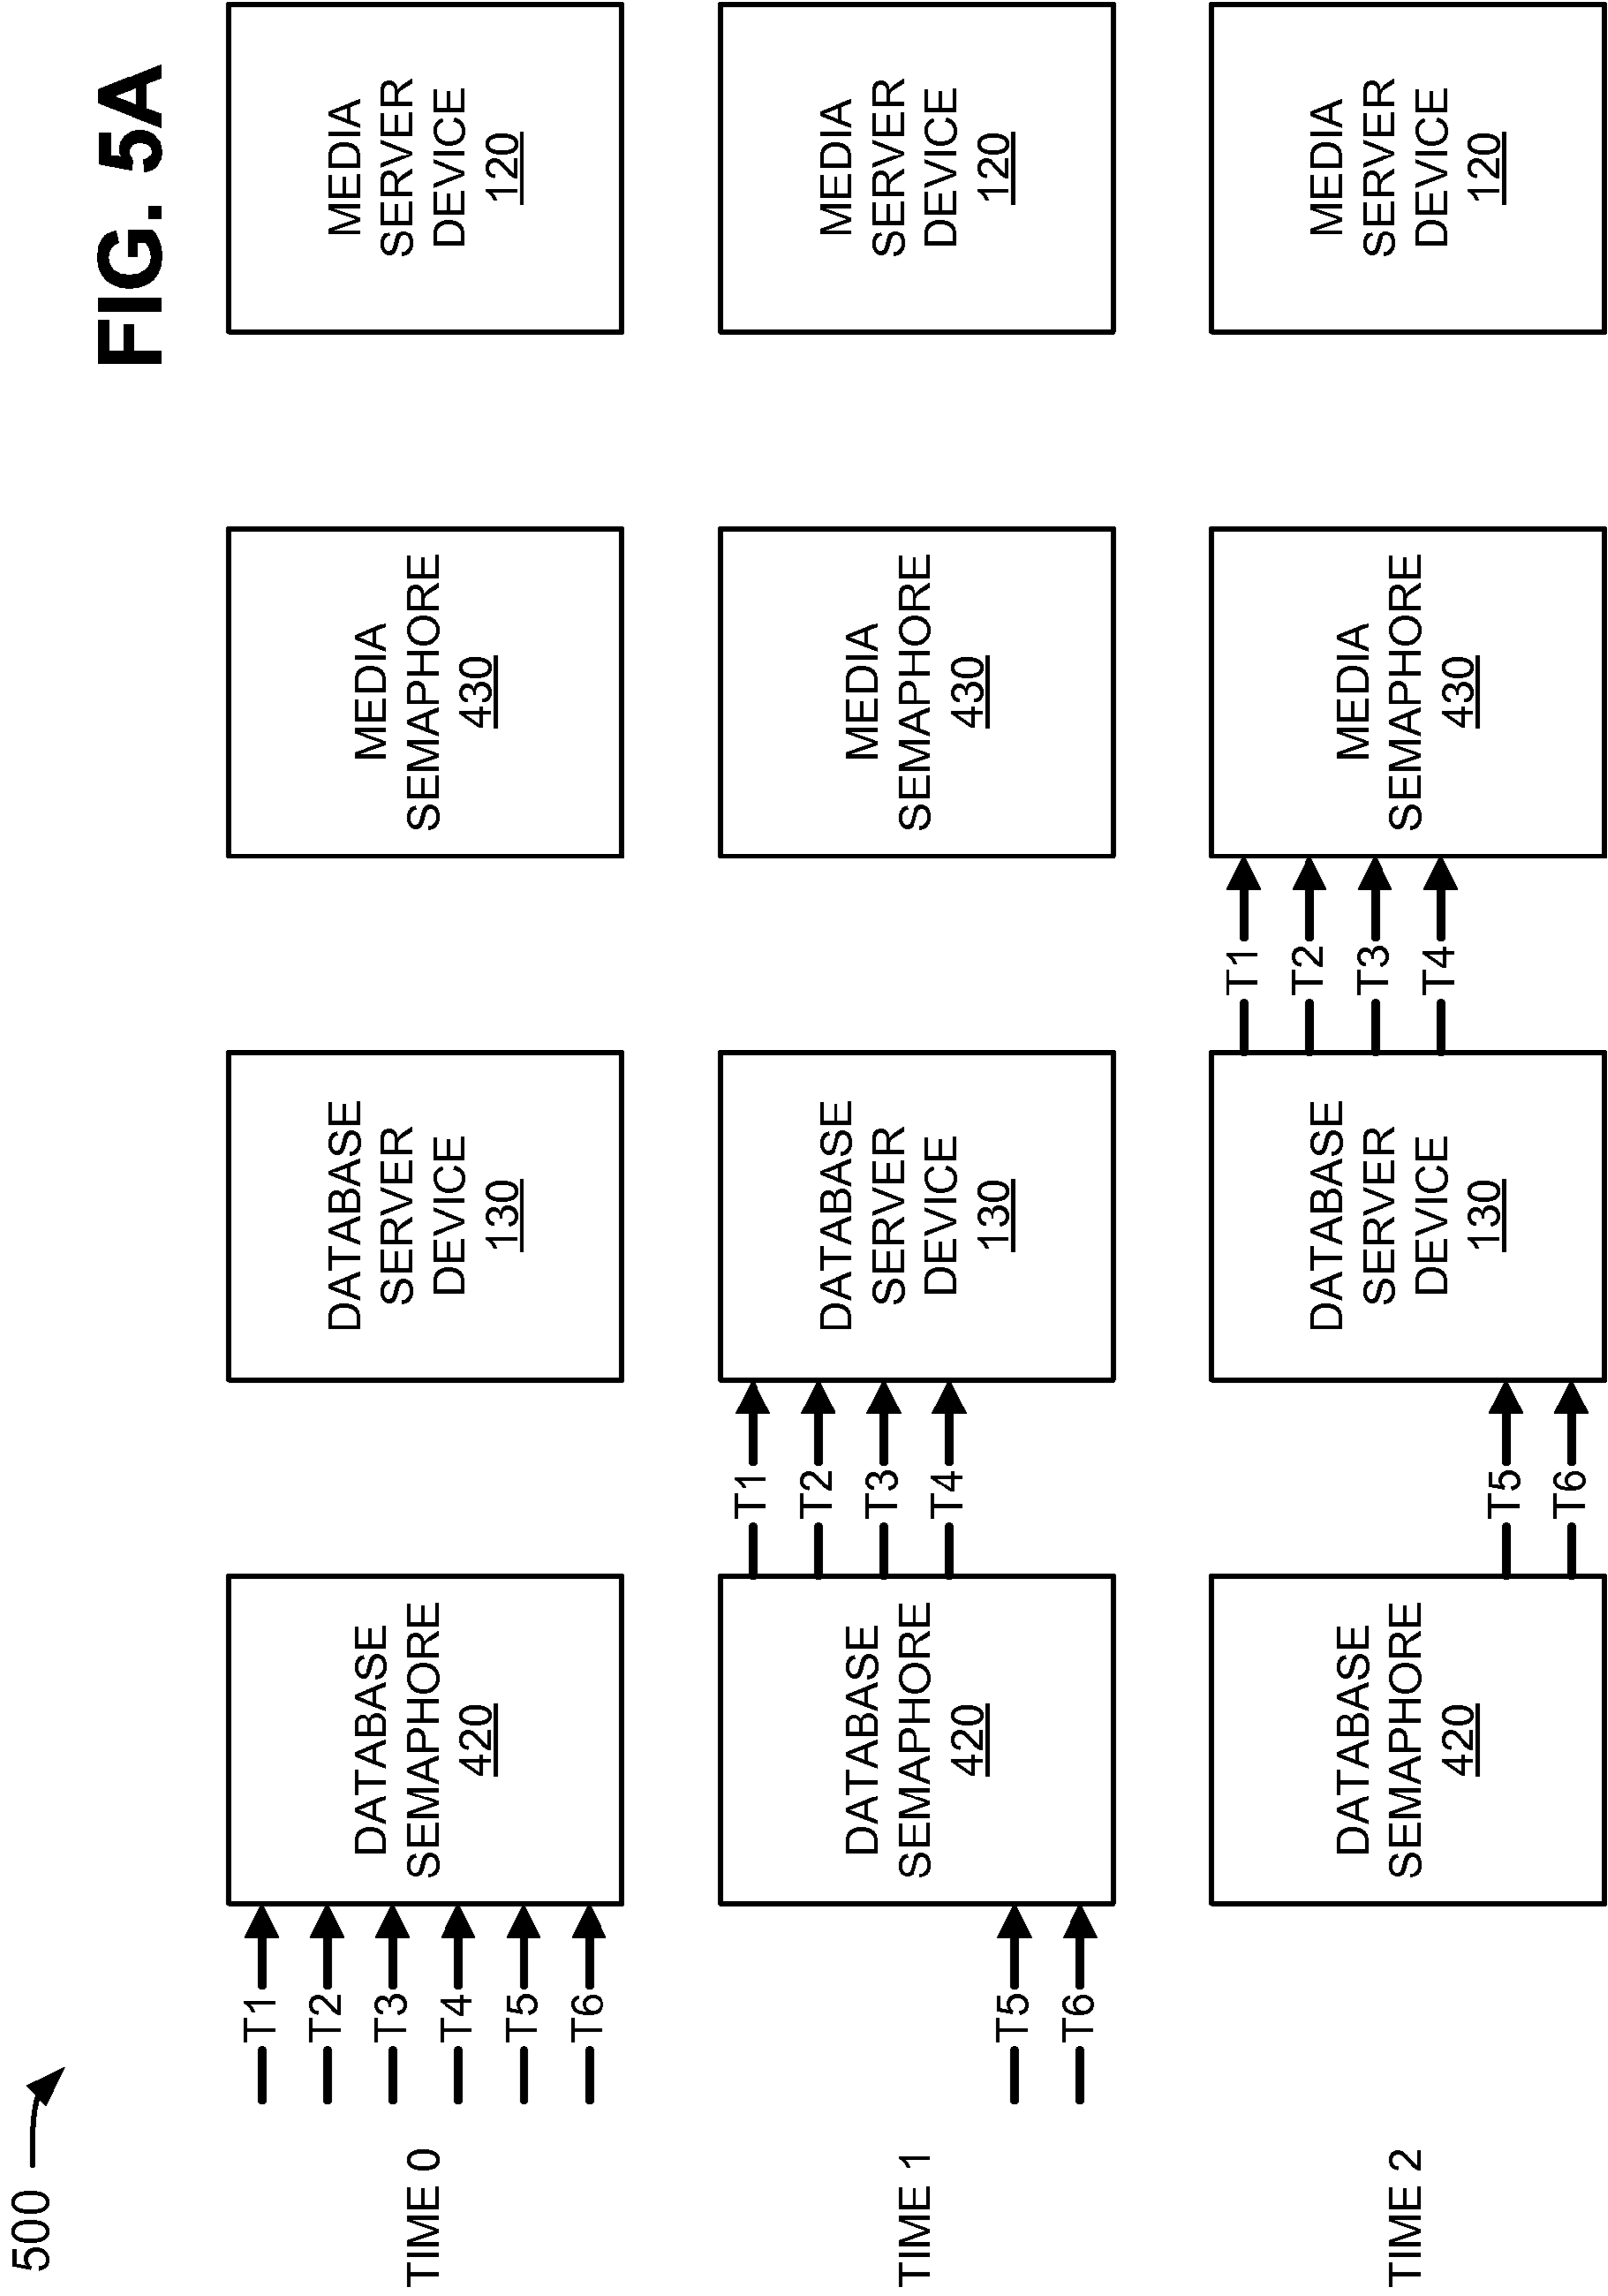 500
FIG. 5A
TIME 0
T1
T2
T3
T4
T5
T6
DATABASE
SEMAPHORE
420
DATABASE
SERVER
DEVICE
130
MEDIA
SEMAPHORE
430
MEDIA
SERVER
DEVICE
120
TIME 1
T5
T6
DATABASE
SEMAPHORE
420
T1
T2
T3
T4
DATABASE
SERVER
DEVICE
130
MEDIA
SEMAPHORE
430
MEDIA
SERVER
DEVICE
120
TIME 2
DATABASE
SEMAPHORE
420
T5
T6
DATABASE
SERVER
DEVICE
130
T1
T2
T3
T4
MEDIA
SEMAPHORE
430
MEDIA
SERVER
DEVICE
120